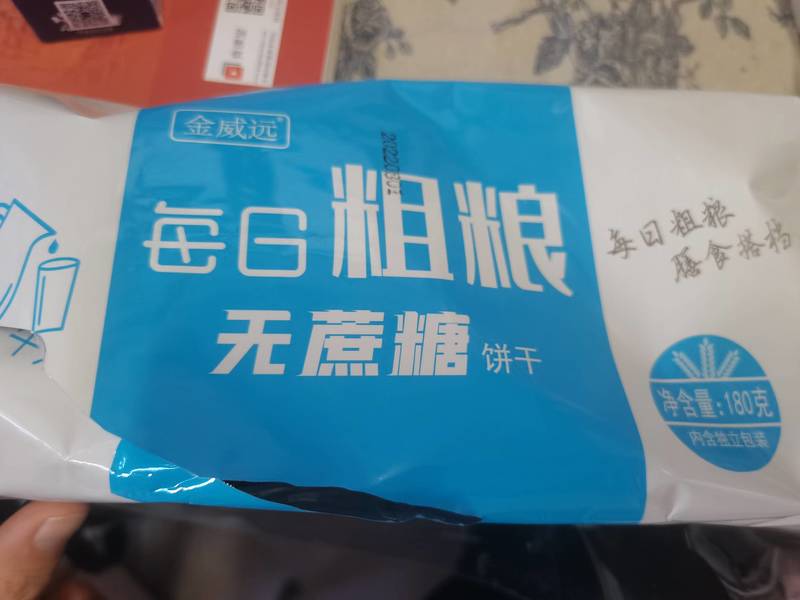 金威远
20220301
每日粗粮
无蔗糖饼干
每日粗粮
膳食搭档
净含量:180克
内含独立包装